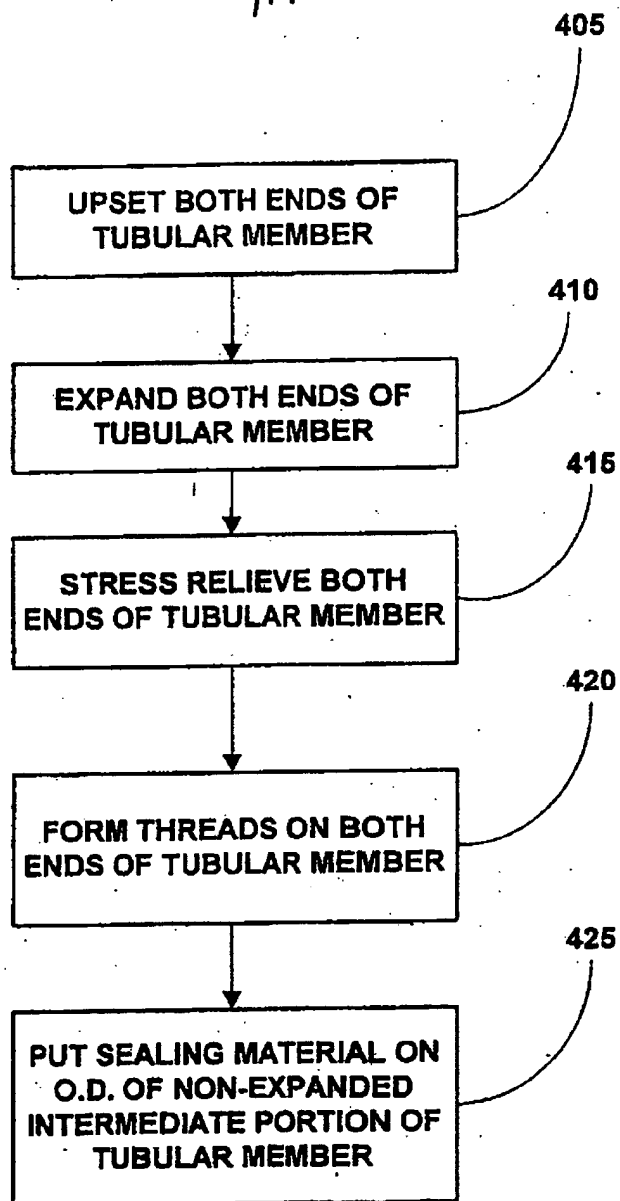 405
UPSET BOTH ENDS OF
TUBULAR MEMBER
410
EXPAND BOTH ENDS OF
TUBULAR MEMBER
415
STRESS RELIEVE BOTH
ENDS OF TUBULAR MEMBER
420
FORM THREADS ON BOTH
ENDS OF TUBULAR MEMBER
425
PUT SEALING MATERIAL ON
O.D. OF NON-EXPANDED
INTERMEDIATE PORTION OF
TUBULAR MEMBER